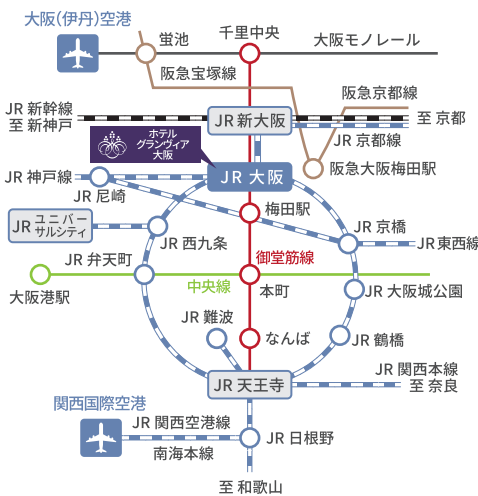 大阪(伊丹)空港
蛍池
千里中央
大阪モノレール
阪急宝塚線
阪急京都線
JR 新幹線
至 新神戸
JR 新大阪
至 京都
JR 京都線
ホテル
グランヴィア
大阪
阪急大阪梅田駅
JR 神戸線
JR 大阪
JR 尼崎
梅田駅
JR ユニバー
サルシティ
JR 西九条
JR 京橋
JR 東西線
御堂筋線
JR 弁天町
中央線
本町
大阪港駅
JR 大阪城公園
JR 難波
なんば
JR 鶴橋
JR 関西本線
至 奈良
JR 天王寺
関西国際空港
JR 関西空港線
JR 日根野
南海本線
至 和歌山